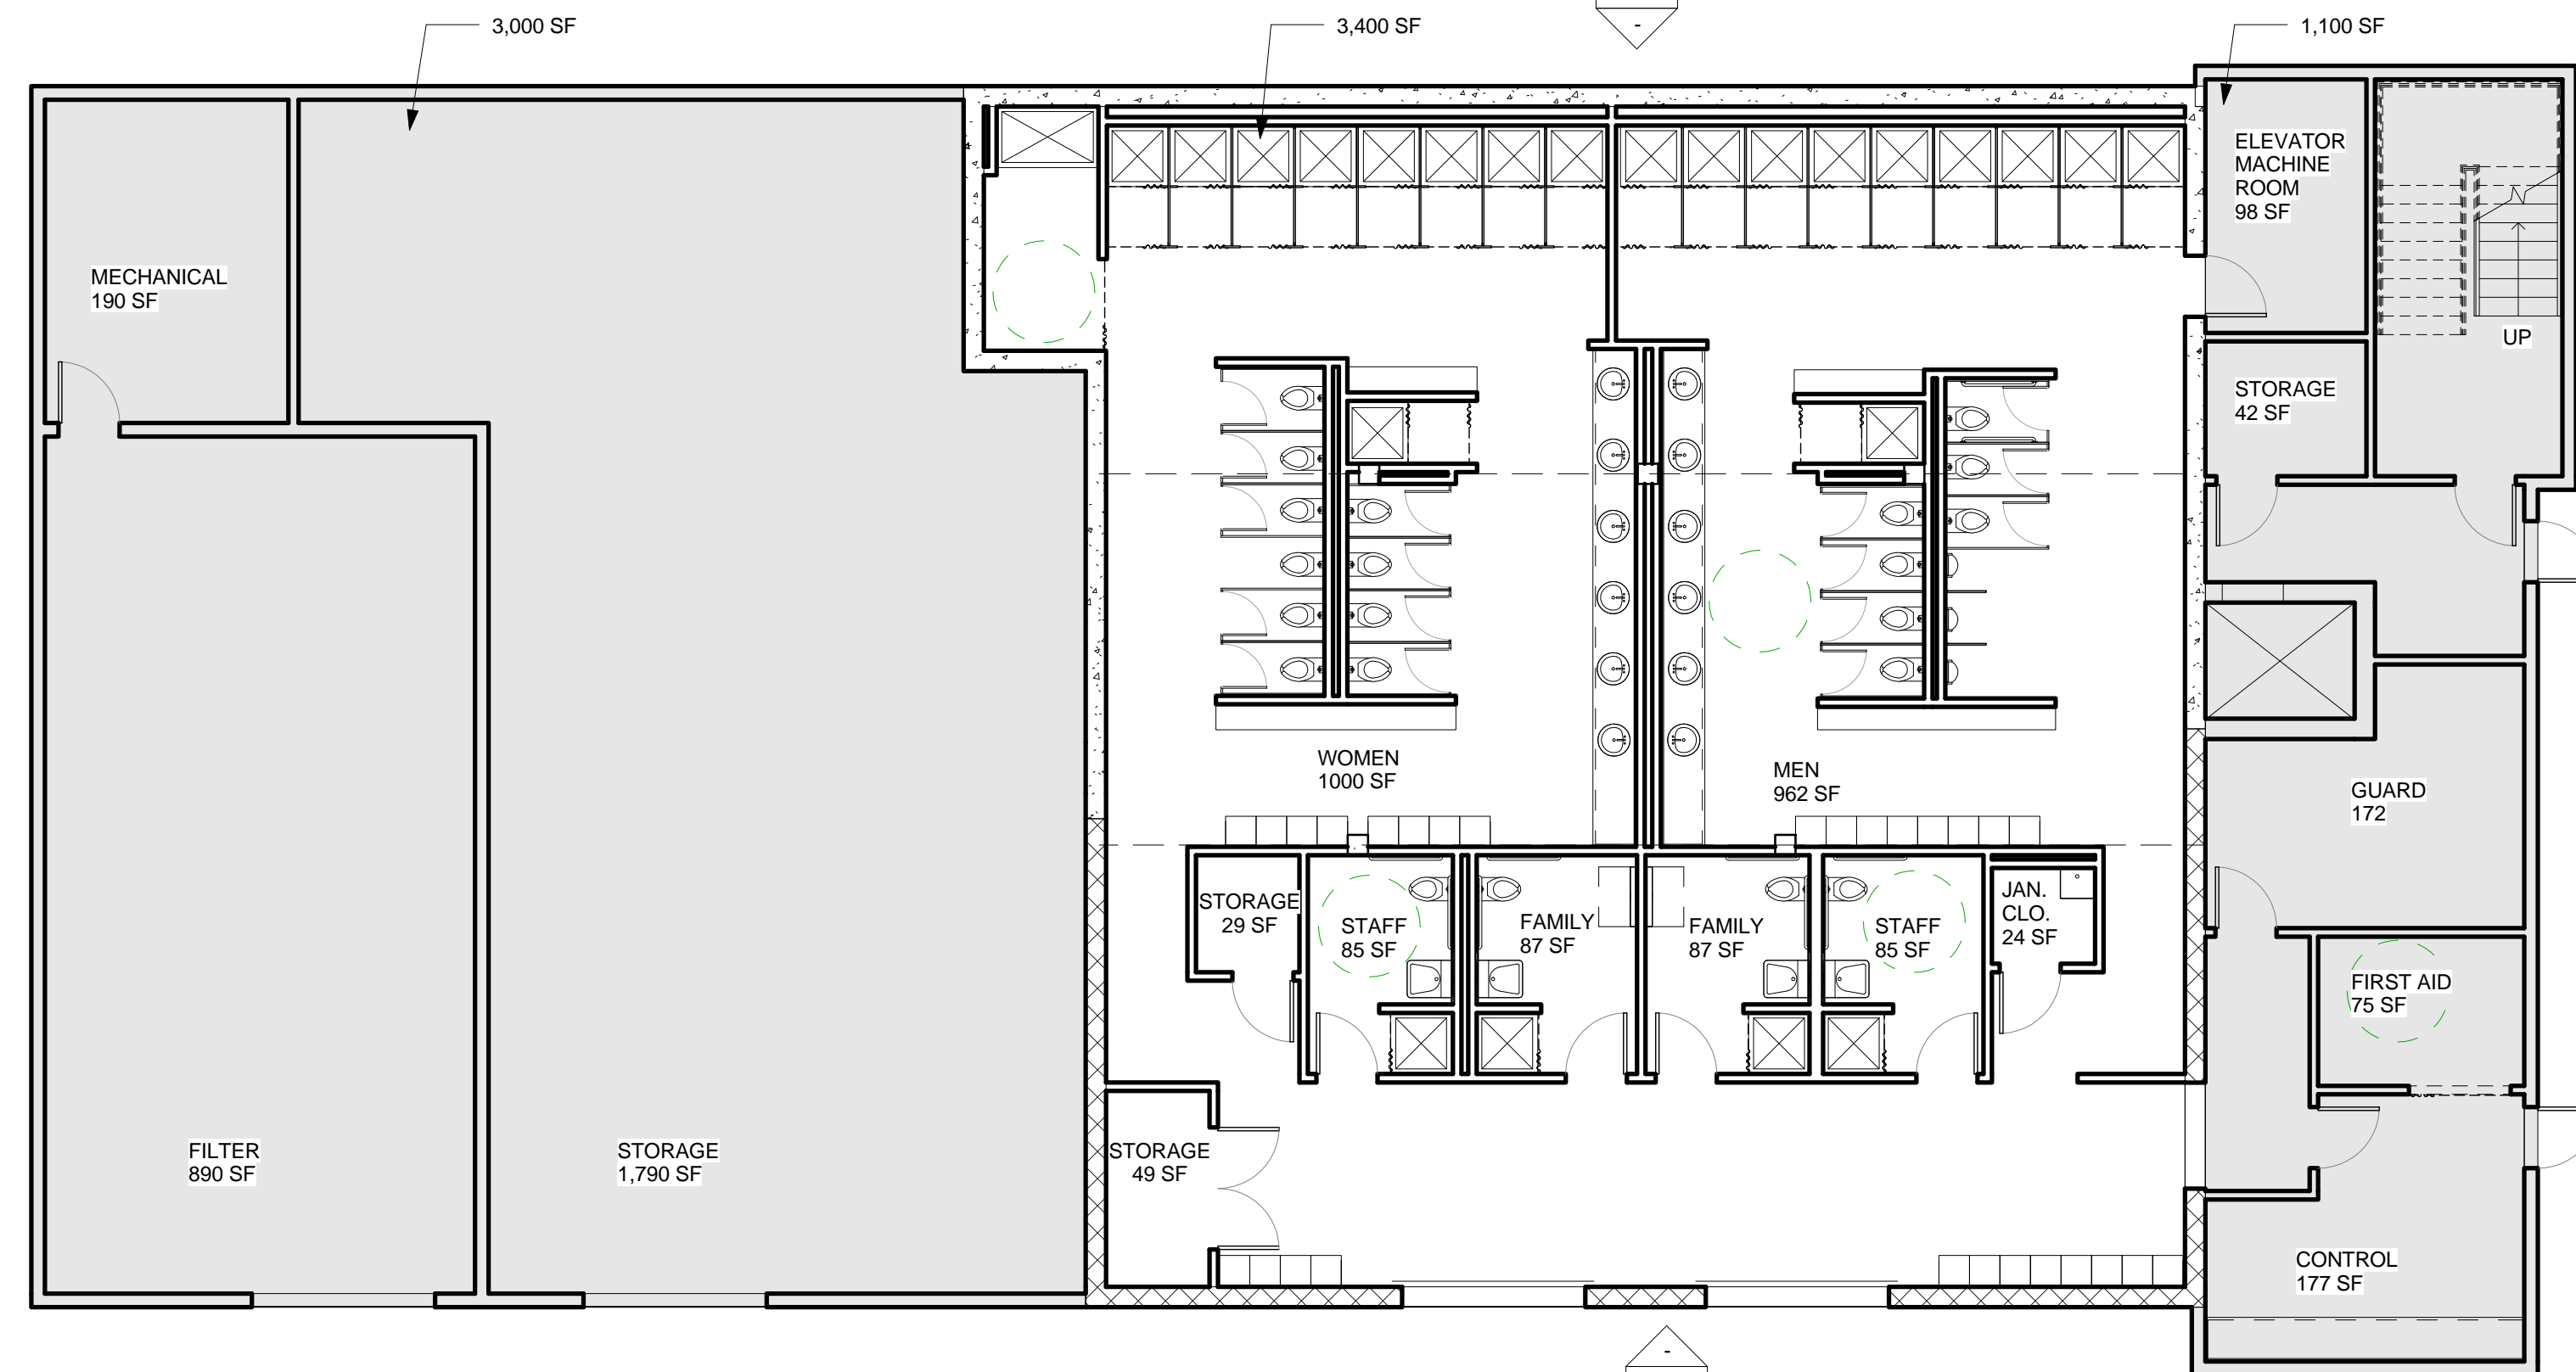 3,000 SF
3,400 SF
1,100 SF
-
ELEVATOR
MACHINE
ROOM
98 SF
MECHANICAL
190 SF
UP
STORAGE
42 SF
WOMEN
1000 SF
MEN
962 SF
GUARD
172
STORAGE
29 SF
STAFF
85 SF
FAMILY
87 SF
FAMILY
87 SF
STAFF
85 SF
JAN.
CLO.
24 SF
FIRST AID
75 SF
FILTER
890 SF
STORAGE
1,790 SF
STORAGE
49 SF
CONTROL
177 SF
-